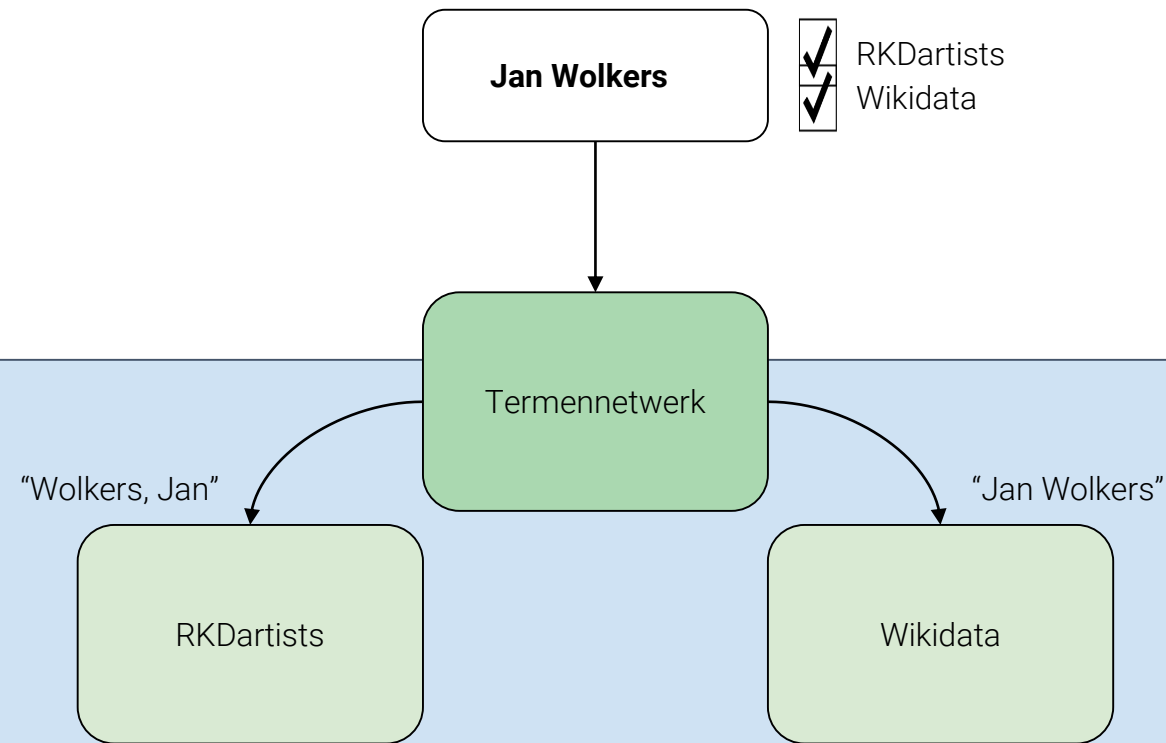 Jan Wolkers
RKDartists
Wikidata
Termennetwerk
“Wolkers, Jan”
“Jan Wolkers”
RKDartists
Wikidata